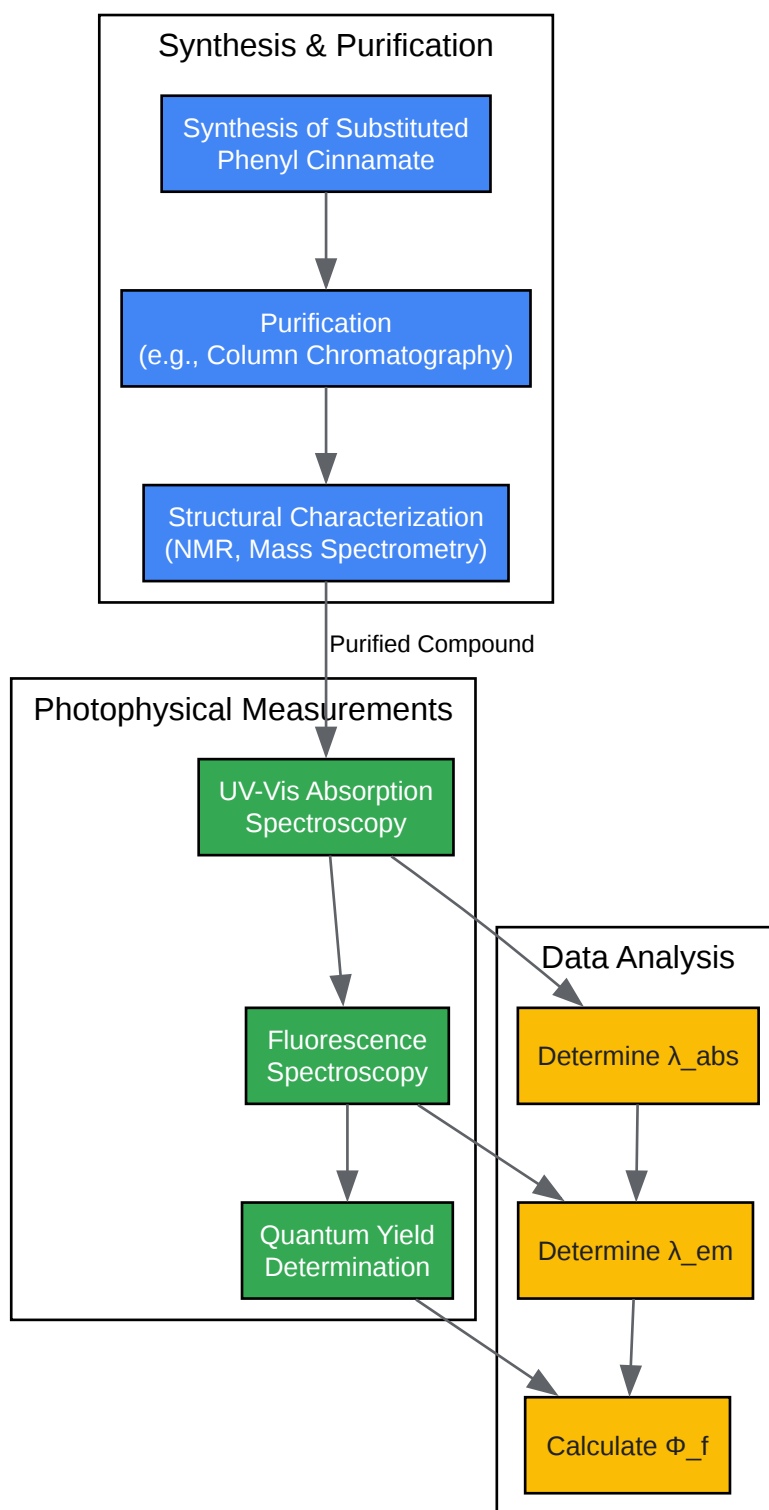 Synthesis & Purification
Synthesis of Substituted
Phenyl Cinnamate
Purification
(e.g., Column Chromatography)
Structural Characterization
(NMR, Mass Spectrometry)
Purified Compound
Photophysical Measurements
UV-Vis Absorption
Spectroscopy
Data Analysis
Fluorescence
Spectroscopy
Determine λ_abs
Quantum Yield
Determination
Determine λ_em
Calculate Φ_f